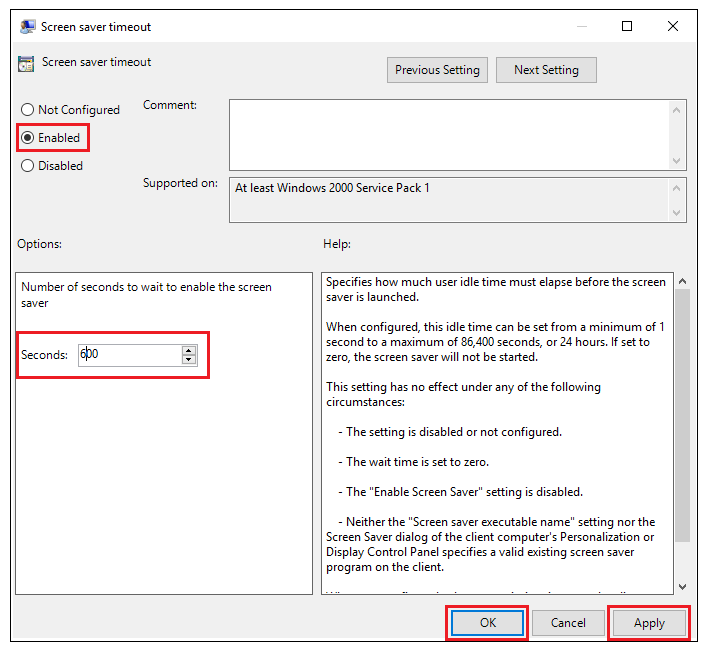 Screen saver timeout
Screen saver timeout
Previous Setting
Next Setting
Not Configured
Enabled
Disabled
Comment:
Supported on:
At least Windows 2000 Service Pack 1
Options:
Help:
Number of seconds to wait to enable the screen
saver
Seconds: 600
Specifies how much user idle time must elapse before the screen
saver is launched.
When configured, this idle time can be set from a minimum of 1
second to a maximum of 86,400 seconds, or 24 hours. If set to
zero, the screen saver will not be started.
This setting has no effect under any of the following
circumstances:
- The setting is disabled or not configured.
- The wait time is set to zero.
- The "Enable Screen Saver" setting is disabled.
- Neither the "Screen saver executable name" setting nor the
Screen Saver dialog of the client computer's Personalization or
Display Control Panel specifies a valid existing screen saver
program on the client.
OK
Cancel
Apply